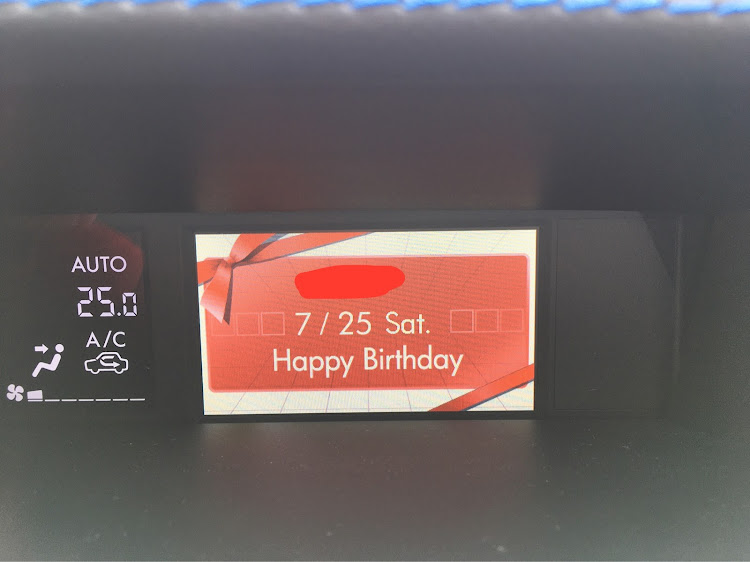 AUTO
25.0
A/C
7 / 25 Sat.
Happy Birthday